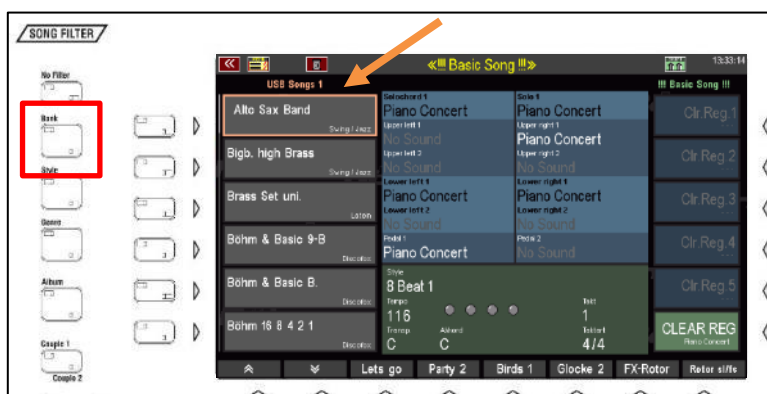 SONG FILTER
No Filter
Bank
Style
Genre
Album
Couple 1
Couple 2
«!!! Basic Song !!!»
13:33:14
USB Songs 1
!!! Basic Song !!!
Alto Sax Band
Swing / Jazz
Bigb. high Brass
Swing / Jazz
Brass Set uni.
Latein
Böhm & Basic 9-B
Discofox
Böhm & Basic B.
Discofox
Böhm 16 8 4 2 1
Discofox
Selochord 1
Piano Concert
Solo 1
Piano Concert
Upper left 1
No Sound
Upper right 1
Piano Concert
Upper left 2
No Sound
Upper right 2
No Sound
Lower left 1
Piano Concert
Lower right 1
Piano Concert
Lower left 2
No Sound
Lower right 2
No Sound
Pedal 1
Piano Concert
Pedal 2
No Sound
Style
8 Beat 1
Tempo
116
Takt
1
Transp.
C
Akkord
C
Taktart
4/4
Clr.Reg.1
Clr.Reg.2
Clr.Reg.3
Clr.Reg.4
Clr.Reg.5
CLEAR REG
Piano Concert
Lets go
Party 2
Birds 1
Glocke 2
FX-Rotor
Rotor sl/fs